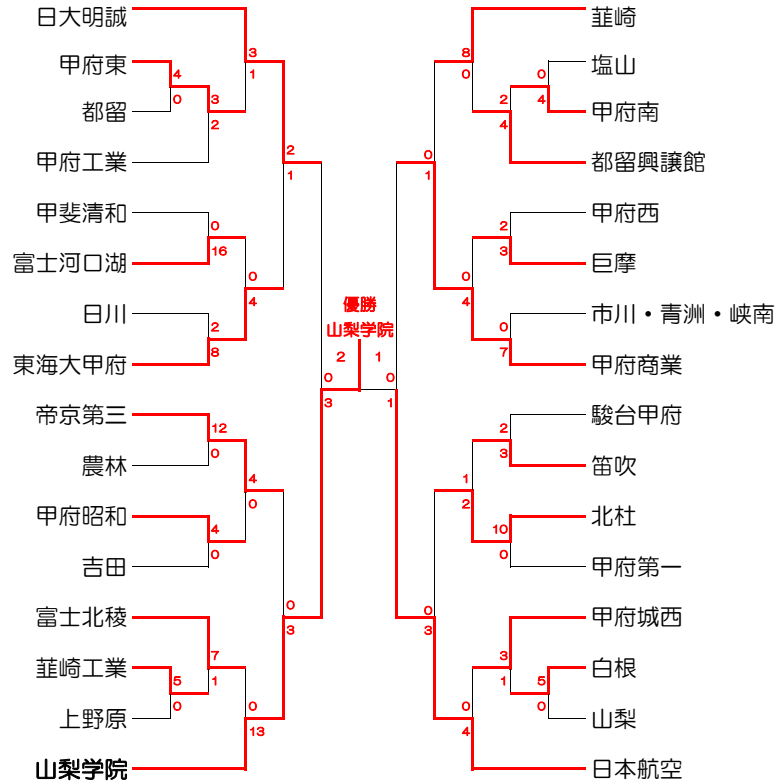 日大明誠
甲府東
都留
甲府工業
甲斐清和
富士河口湖
日川
東海大甲府
帝京第三
農林
甲府昭和
吉田
富士北稜
韮崎工業
上野原
山梨学院
3
1
4
0
3
2
2
1
0
16
0
4
2
8
12
0
4
0
4
0
0
3
7
1
5
0
0
13
0
3
優勝
山梨学院
2 1
0
1
8
0
0
4
2
4
0
1
2
3
0
4
0
7
2
3
1
2
10
0
0
3
3
1
5
0
0
4
韮崎
塩山
甲府南
都留興譲館
甲府西
巨摩
市川・青洲・峡南
甲府商業
駿台甲府
笛吹
北杜
甲府第一
甲府城西
白根
山梨
日本航空